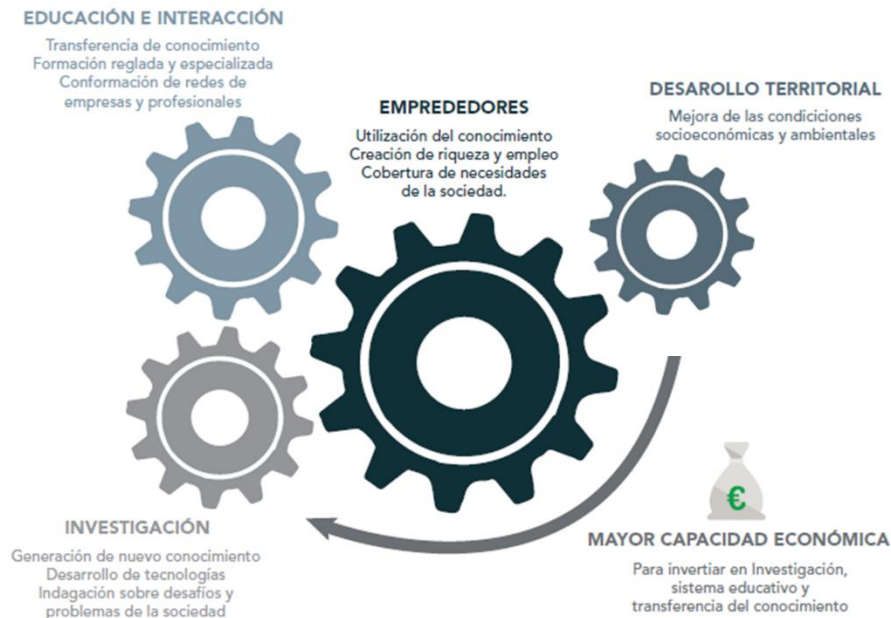 EDUCACIÓN E INTERACCIÓN
Transferencia de conocimiento
Formación reglada y especializada
Conformación de redes de
empresas y profesionales
EMPREDEDORES
Utilización del conocimiento
Creación de riqueza y empleo
Cobertura de necesidades
de la sociedad.
DESAROLLO TERRITORIAL
Mejora de las condiciciones
socioeconómicas y ambientales
INVESTIGACIÓN
Generación de nuevo conocimiento
Desarrollo de tecnologías
Indagación sobre desafíos y
problemas de la sociedad
€
MAYOR CAPACIDAD ECONÓMICA
Para invertiar en Investigación,
sistema educativo y
transferencia del conocimiento